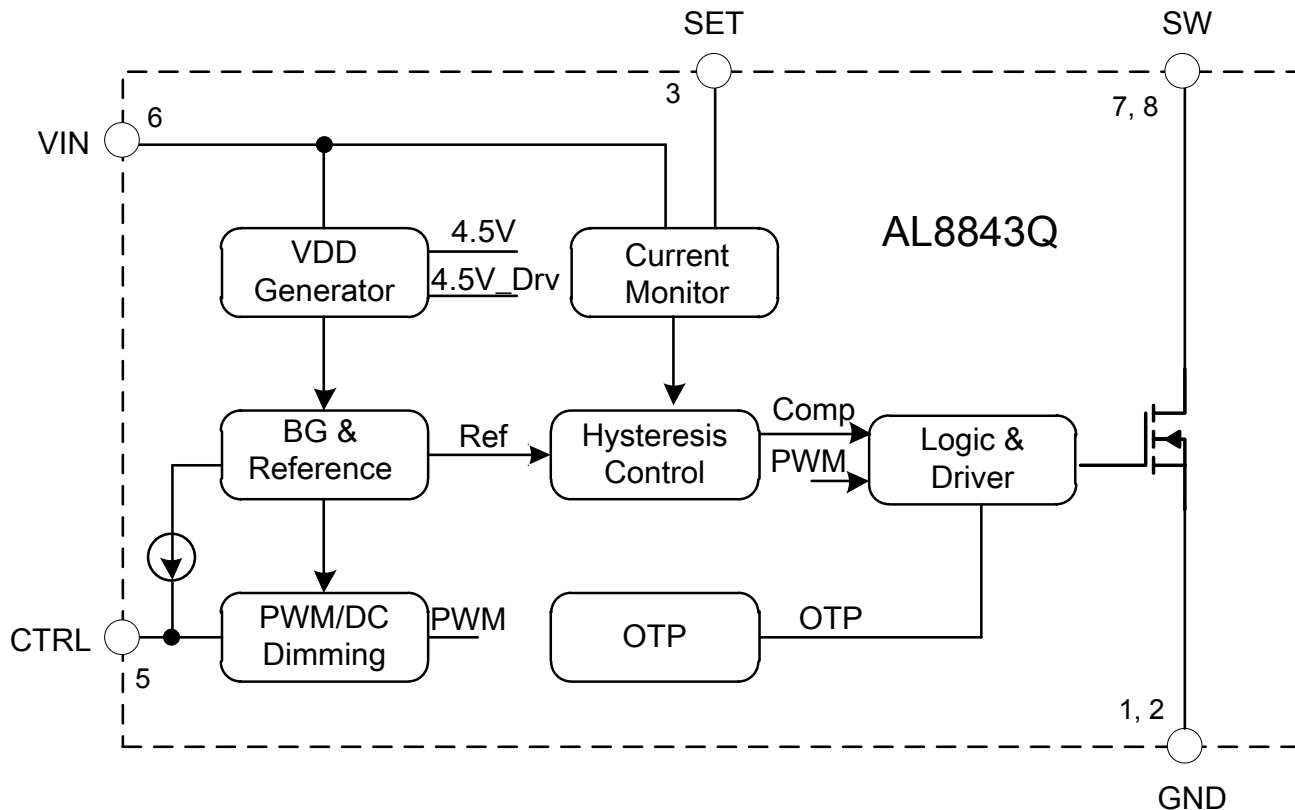 SET
SW
3
7, 8
6
VIN
AL8843Q
4.5V
VDD
Generator
4.5V_Drv
Current
Monitor
Comp
BG &
Reference
Ref
Hysteresis
Control
PWM
Logic &
Driver
CTRL
5
PWM/DC
Dimming
PWM
OTP
OTP
1, 2
GND